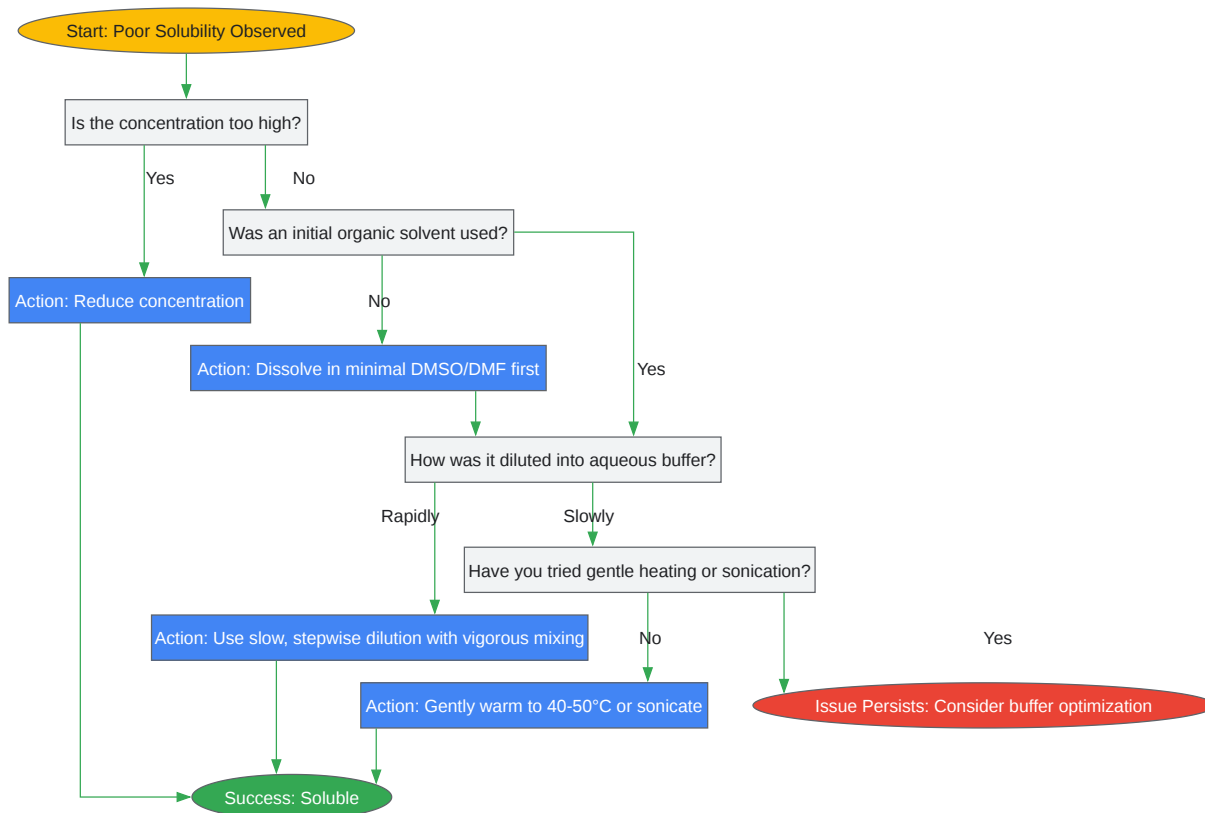 Start: Poor Solubility Observed
Is the concentration too high?
Yes
No
Was an initial organic solvent used?
Action: Reduce concentration
No
Action: Dissolve in minimal DMSO/DMF first
Yes
How was it diluted into aqueous buffer?
Rapidly
Slowly
Have you tried gentle heating or sonication?
Action: Use slow, stepwise dilution with vigorous mixing
No
Yes
Action: Gently warm to 40-50°C or sonicate
Issue Persists: Consider buffer optimization
Success: Soluble